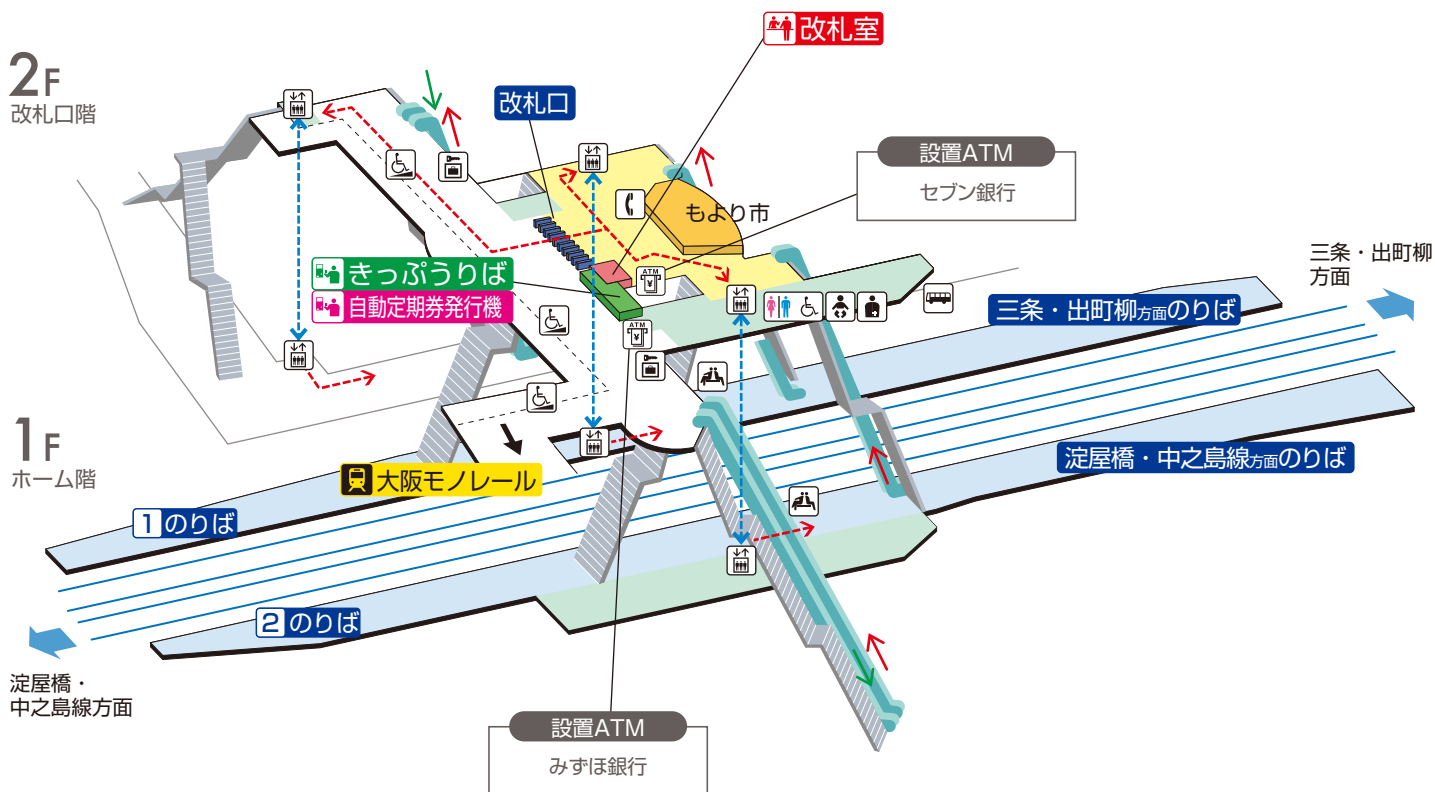 2F
改札口階
改札室
改札口
設置ATM
セブン銀行
もより市
ATM
¥
きっぷうりば
自動定期券発行機
ATM
¥
三条・出町柳
方面
三条・出町柳方面のりば
1F
ホーム階
大阪モノレール
淀屋橋・中之島線方面のりば
1のりば
2のりば
淀屋橋・
中之島線方面
設置ATM
みずほ銀行